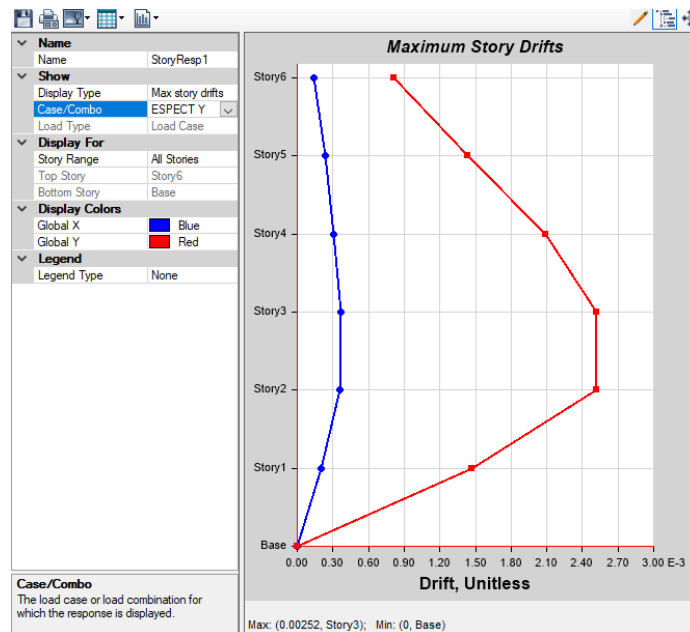 Name
Name StoryResp1
Show
Display Type Max story drifts
Case/Combo ESPECT Y
Load Type Load Case
Display For
Story Range All Stories
Top Story Story6
Bottom Story Base
Display Colors
Global X Blue
Global Y Red
Legend
Legend Type None
Case/Combo
The load case or load combination for
which the response is displayed.
Maximum Story Drifts
Story6
Story5
Story4
Story3
Story2
Story1
Base
0.00 0.30 0.60 0.90 1.20 1.50 1.80 2.10 2.40 2.70 3.00 E-3
Drift, Unitless
Max: (0.00252, Story3); Min: (0, Base)